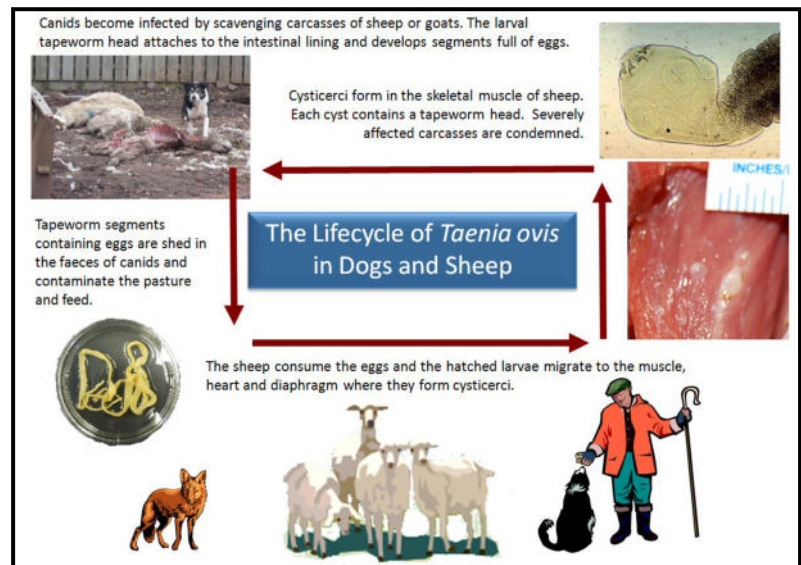 Canids become infected by scavenging carcasses of sheep or goats. The larval
tapeworm head attaches to the intestinal lining and develops segments full of eggs.
Cysticerci form in the skeletal muscle of sheep.
Each cyst contains a tapeworm head. Severely
affected carcasses are condemned.
INCHES/
The Lifecycle of Taenia ovis
in Dogs and Sheep
Tapeworm segments
containing eggs are shed in
the faeces of canids and
contaminate the pasture
and feed.
The sheep consume the eggs and the hatched larvae migrate to the muscle,
heart and diaphragm where they form cysticerci.